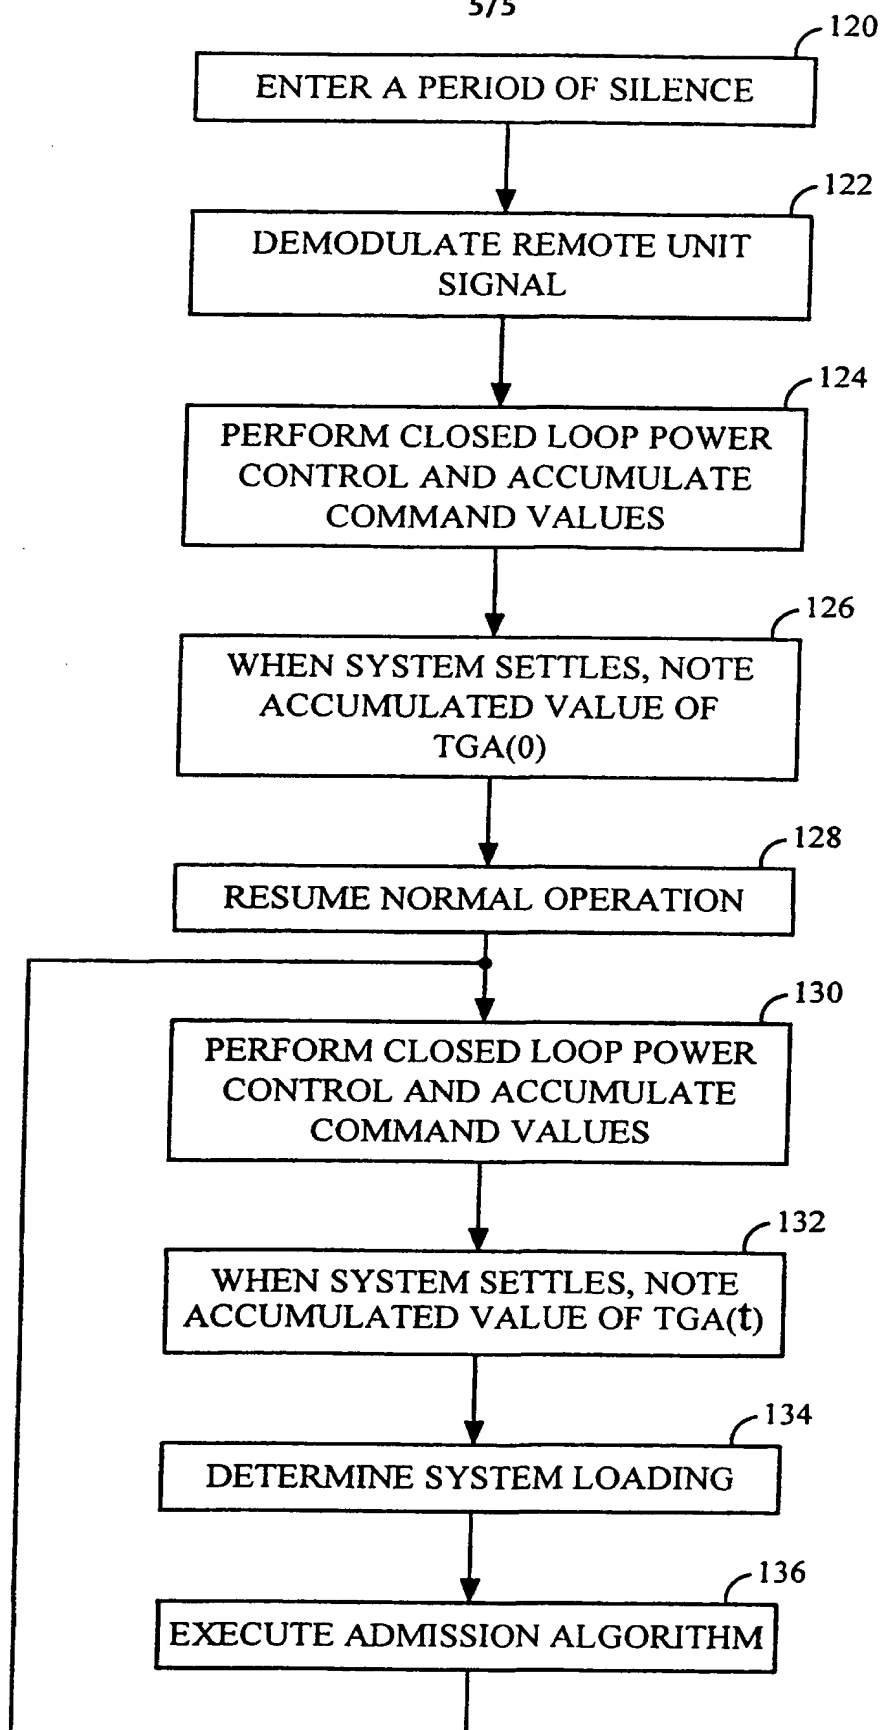 5/5
120
ENTER A PERIOD OF SILENCE
122
DEMODULATE REMOTE UNIT
SIGNAL
124
PERFORM CLOSED LOOP POWER
CONTROL AND ACCUMULATE
COMMAND VALUES
126
WHEN SYSTEM SETTLES, NOTE
ACCUMULATED VALUE OF
TGA(0)
128
RESUME NORMAL OPERATION
130
PERFORM CLOSED LOOP POWER
CONTROL AND ACCUMULATE
COMMAND VALUES
132
WHEN SYSTEM SETTLES, NOTE
ACCUMULATED VALUE OF TGA(t)
134
DETERMINE SYSTEM LOADING
136
EXECUTE ADMISSION ALGORITHM